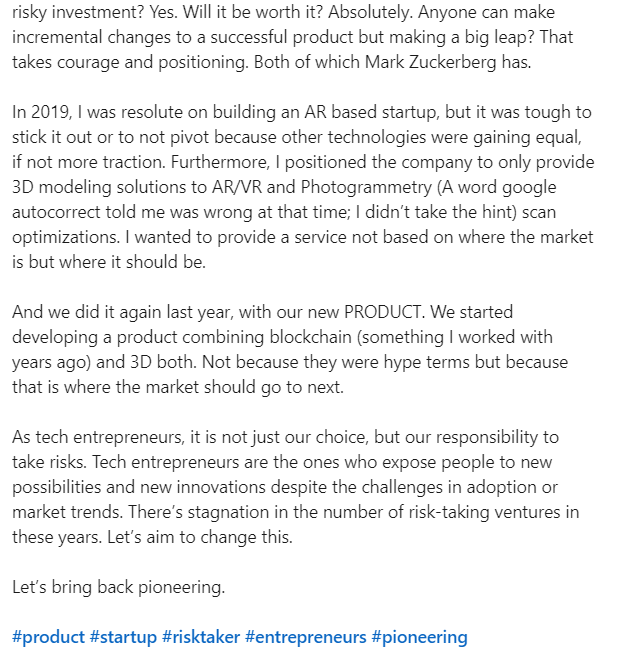 risky investment? Yes. Will it be worth it? Absolutely. Anyone can make
incremental changes to a successful product but making a big leap? That
takes courage and positioning. Both of which Mark Zuckerberg has.
In 2019, I was resolute on building an AR based startup, but it was tough to
stick it out or to not pivot because other technologies were gaining equal,
if not more traction. Furthermore, I positioned the company to only provide
3D modeling solutions to AR/VR and Photogrammetry (A word google
autocorrect told me was wrong at that time; I didn't take the hint) scan
optimizations. I wanted to provide a service not based on where the market
is but where it should be.
And we did it again last year, with our new PRODUCT. We started
developing a product combining blockchain (something I worked with
years ago) and 3D both. Not because they were hype terms but because
that is where the market should go to next.
As tech entrepreneurs, it is not just our choice, but our responsibility to
take risks. Tech entrepreneurs are the ones who expose people to new
possibilities and new innovations despite the challenges in adoption or
market trends. There's stagnation in the number of risk-taking ventures in
these years. Let's aim to change this.
Let's bring back pioneering.
#product #startup #risktaker #entrepreneurs #pioneering